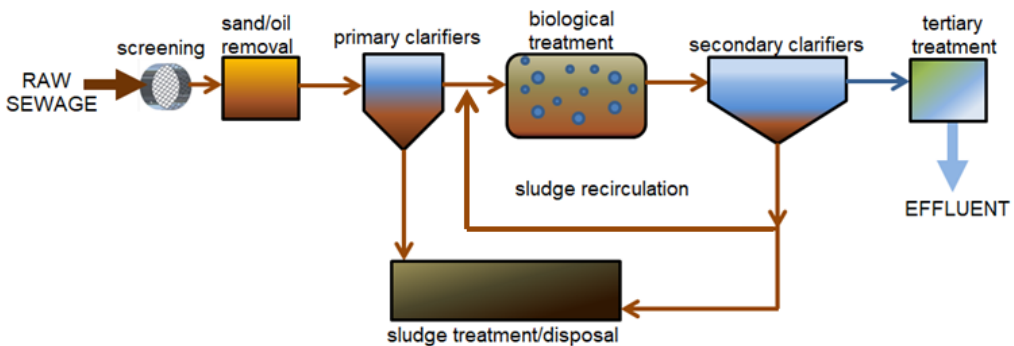 RAW
SEWAGE
screening
sand/oil
removal
primary clarifiers
biological
treatment
secondary clarifiers
tertiary
treatment
sludge recirculation
EFFLUENT
sludge treatment/disposal